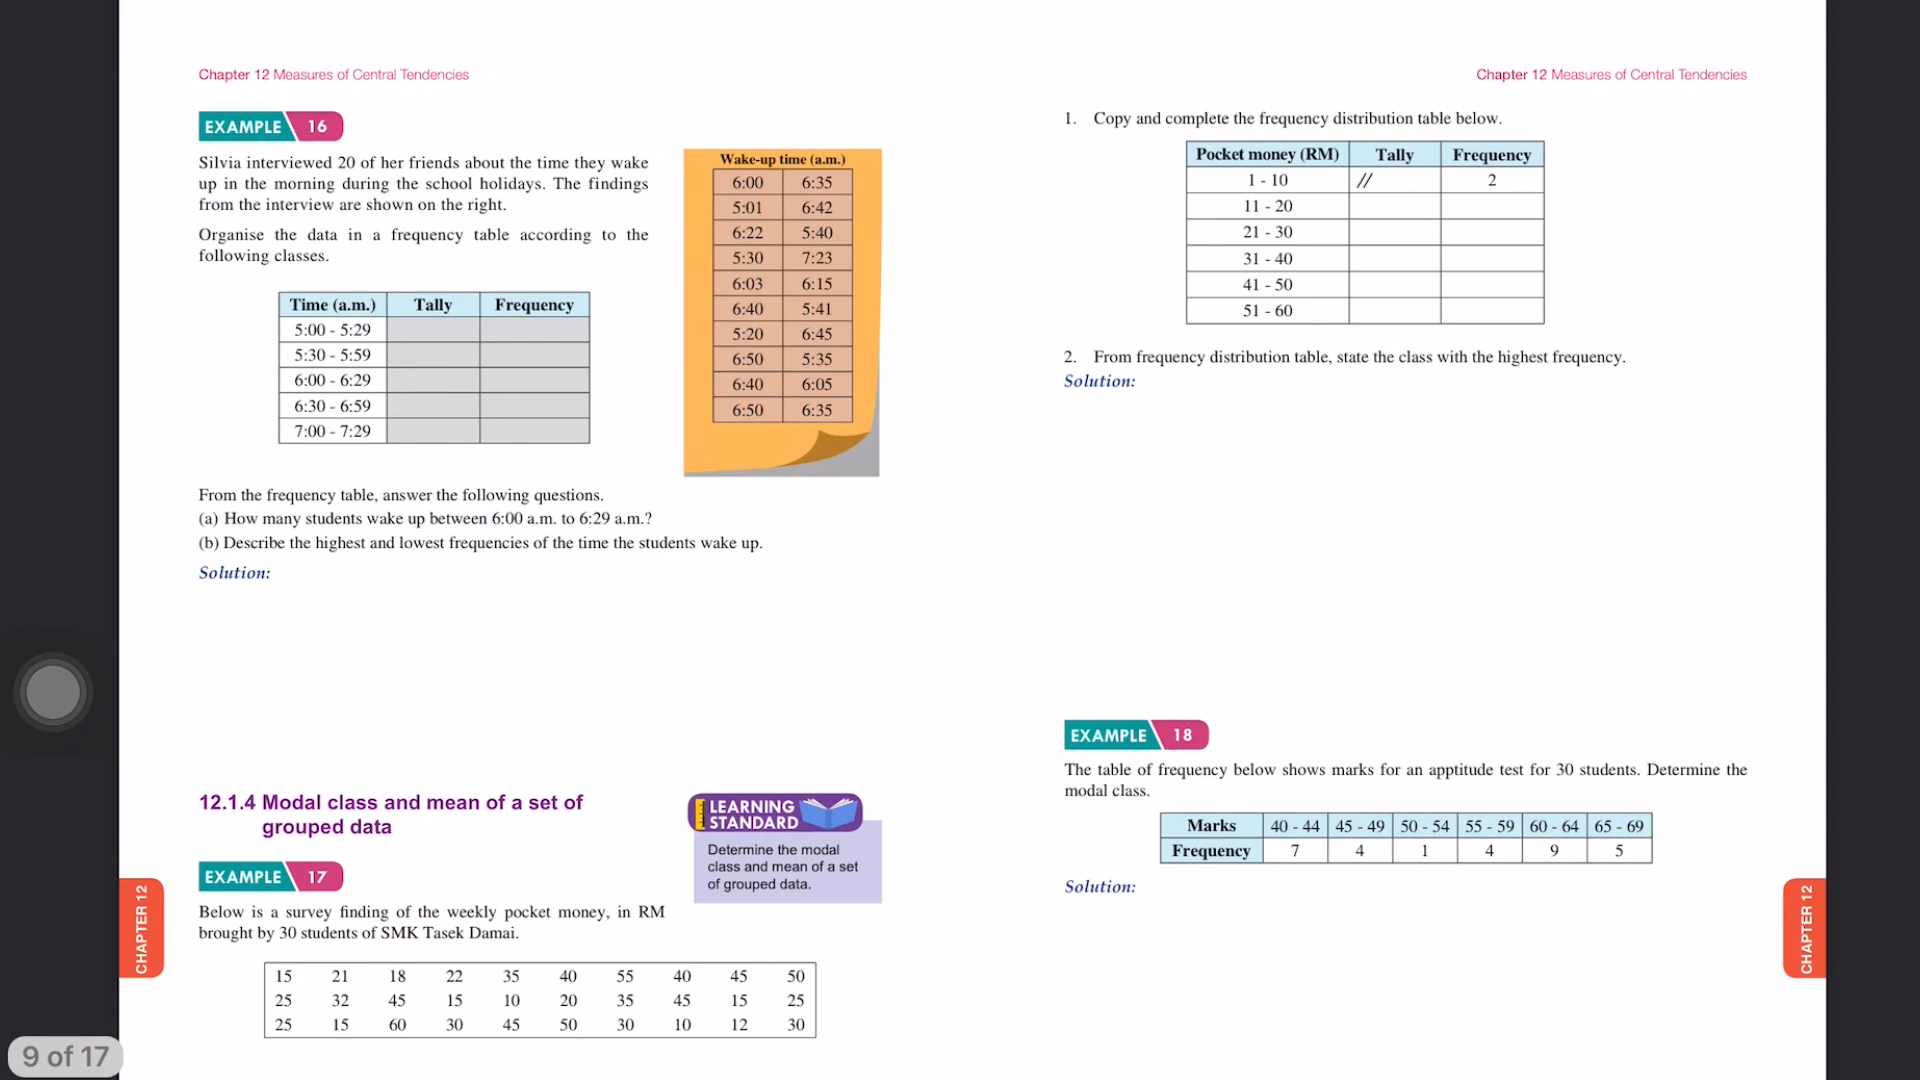 Chapter 12 Measures of Central Tendencies
EXAMPLE 16
Silvia interviewed 20 of her friends about the time they wake
up in the morning during the school holidays. The findings
from the interview are shown on the right.
Organise the data in a frequency table according to the
following classes.
Time (a.m.) Tally Frequency
5:00 - 5:29
5:30 - 5:59
6:00 - 6:29
6:30 - 6:59
7:00 - 7:29
Wake-up time (a.m.)
6:00 6:35
5:01 6:42
6:22 5:40
5:30 7:23
6:03 6:15
6:40 5:41
5:20 6:45
6:50 5:35
6:40 6:05
6:50 6:35
From the frequency table, answer the following questions.
(a) How many students wake up between 6:00 a.m. to 6:29 a.m.?
(b) Describe the highest and lowest frequencies of the time the students wake up.
Solution:
12.1.4 Modal class and mean of a set of
grouped data
LEARNING
STANDARD
Determine the modal
class and mean of a set
of grouped data.
EXAMPLE 17
Below is a survey finding of the weekly pocket money, in RM
brought by 30 students of SMK Tasek Damai.
15 21 18 22 35 40 55 40 45 50
25 32 45 15 10 20 35 45 15 25
25 15 60 30 45 50 30 10 12 30
CHAPTER 12
9 of 17
Chapter 12 Measures of Central Tendencies
1. Copy and complete the frequency distribution table below.
Pocket money (RM) Tally Frequency
1 - 10 // 2
11 - 20
21 - 30
31 - 40
41 - 50
51 - 60
2. From frequency distribution table, state the class with the highest frequency.
Solution:
EXAMPLE 18
The table of frequency below shows marks for an apptitude test for 30 students. Determine the
modal class.
Marks 40 - 44 45 - 49 50 - 54 55 - 59 60 - 64 65 - 69
Frequency 7 4 1 4 9 5
Solution:
CHAPTER 12